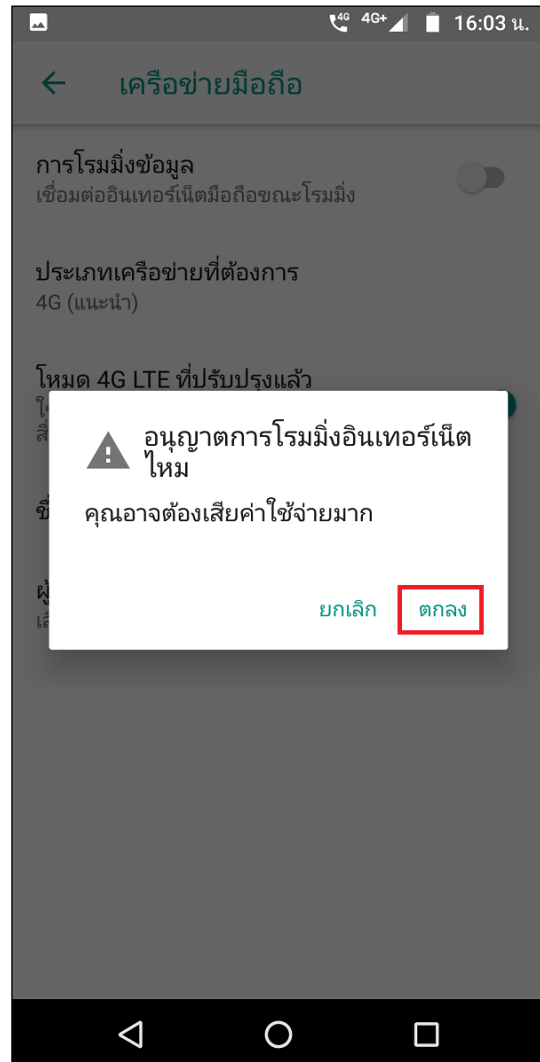 4G 4G+ 16:03 น.
เครือข่ายมือถือ
การโรมมิ่งข้อมูล
เชื่อมต่ออินเทอร์เน็ตมือถือขณะโรมมิ่ง
ประเภทเครือข่ายที่ต้องการ
4G (แนะนำ)
โหมด 4G LTE ที่ปรับปรุงแล้ว
อนุญาตการโรมมิ่งอินเทอร์เน็ต
ไหม
คุณอาจต้องเสียค่าใช้จ่ายมาก
ยกเลิก ตกลง